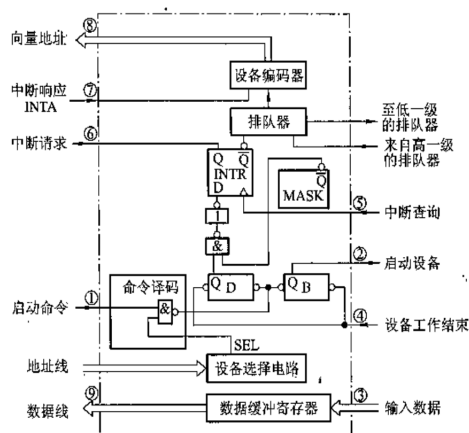 ⑧
向量地址
设备编码器
中断响应
INTA
⑦
排队器
至低一级
的排队器
中断请求
⑥
来自高一级
的排队器
Q Q
INTR
D
Q
MASK
1
⑤
中断查询
&
②
启动设备
Q D
Q B
命令译码
启动命令
①
&
④
设备工作结束
SEL
地址线
设备选择电路
⑨
数据线
数据缓冲寄存器
③
输入数据